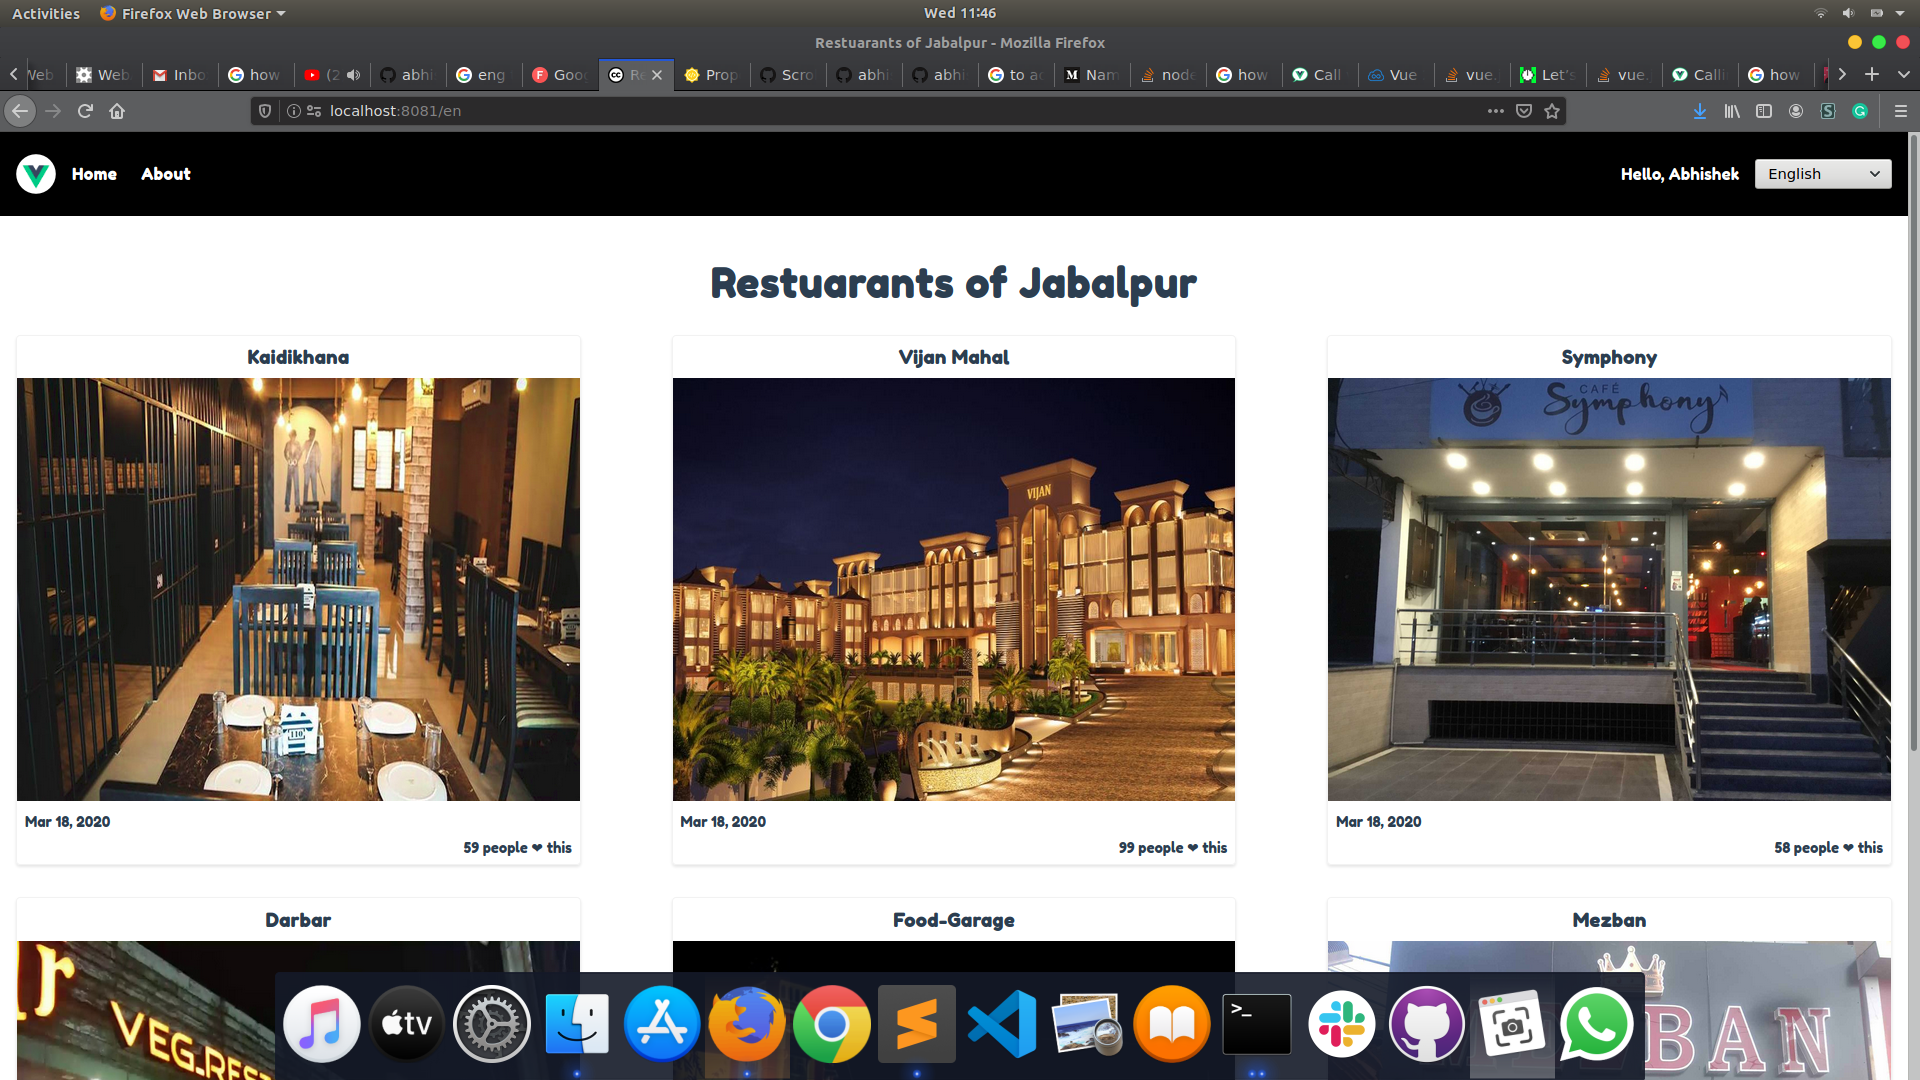 Activities Firefox Web Browser Wed 11:46
Restuarants of Jabalpur - Mozilla Firefox
Web Inbo how (2 abhi eng Goo Re Prop Scro abhi abhi to ac Nam node how Call Vue vue. Let's vue. Calli how
localhost:8081/en
Home About Hello, Abhishek English
Restuarants of Jabalpur
Kaidikhana Vijan Mahal Symphony
CAFÉ
Symphony
VIJAN
110
Mar 18, 2020 Mar 18, 2020 Mar 18, 2020
59 people ❤ this 99 people ❤ this 58 people ❤ this
Darbar Food-Garage Mezban
VEG.REST
tv
>_
BAN